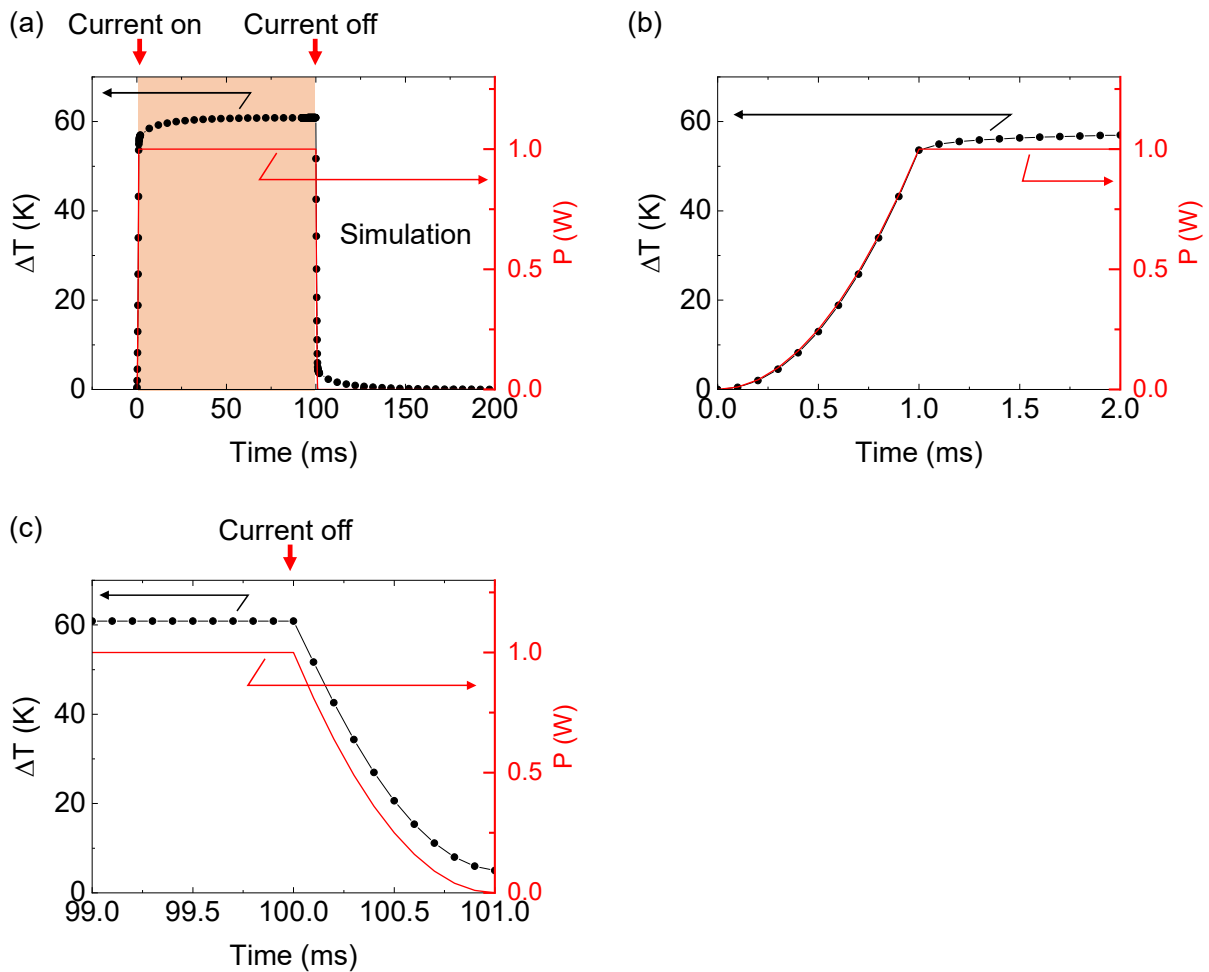 (a)
Current on
Current off
ΔT (K)
60
40
20
0
1.0
0.5
0.0
P (W)
Simulation
0
50
100
150
200
Time (ms)
(b)
ΔT (K)
60
40
20
0
1.0
0.5
0.0
P (W)
0.0
0.5
1.0
1.5
2.0
Time (ms)
(c)
Current off
ΔT (K)
60
40
20
0
1.0
0.5
0.0
P (W)
99.0
99.5
100.0
100.5
101.0
Time (ms)